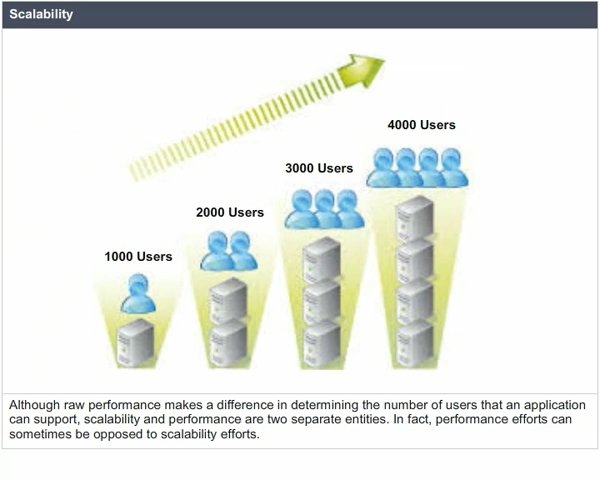 Scalability
4000 Users
3000 Users
2000 Users
1000 Users
Although raw performance makes a difference in determining the number of users that an application
can support, scalability and performance are two separate entities. In fact, performance efforts can
sometimes be opposed to scalability efforts.